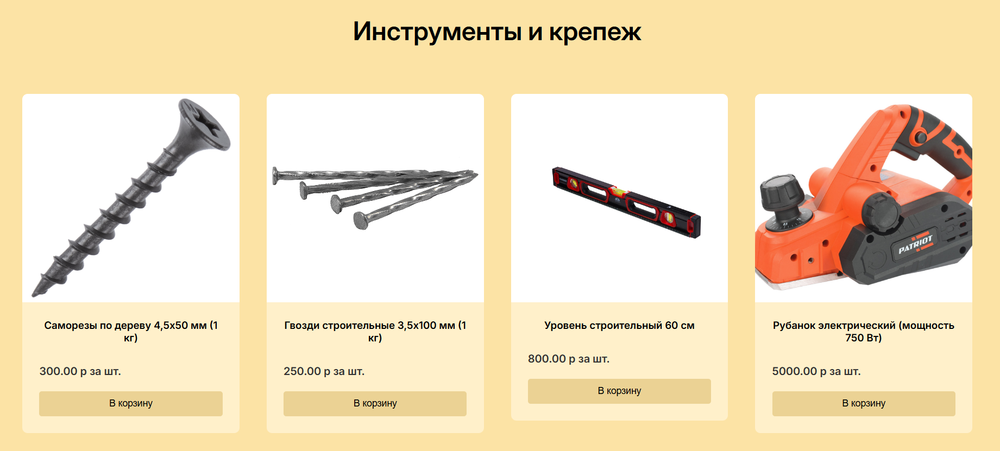 Инструменты и крепеж
Саморезы по дереву 4,5х50 мм (1
кг)
300.00 р за шт.
В корзину
Гвозди строительные 3,5х100 мм (1
кг)
250.00 р за шт.
В корзину
Уровень строительный 60 см
800.00 р за шт.
В корзину
PATRIOT
Рубанок электрический (мощность
750 Вт)
5000.00 р за шт.
В корзину